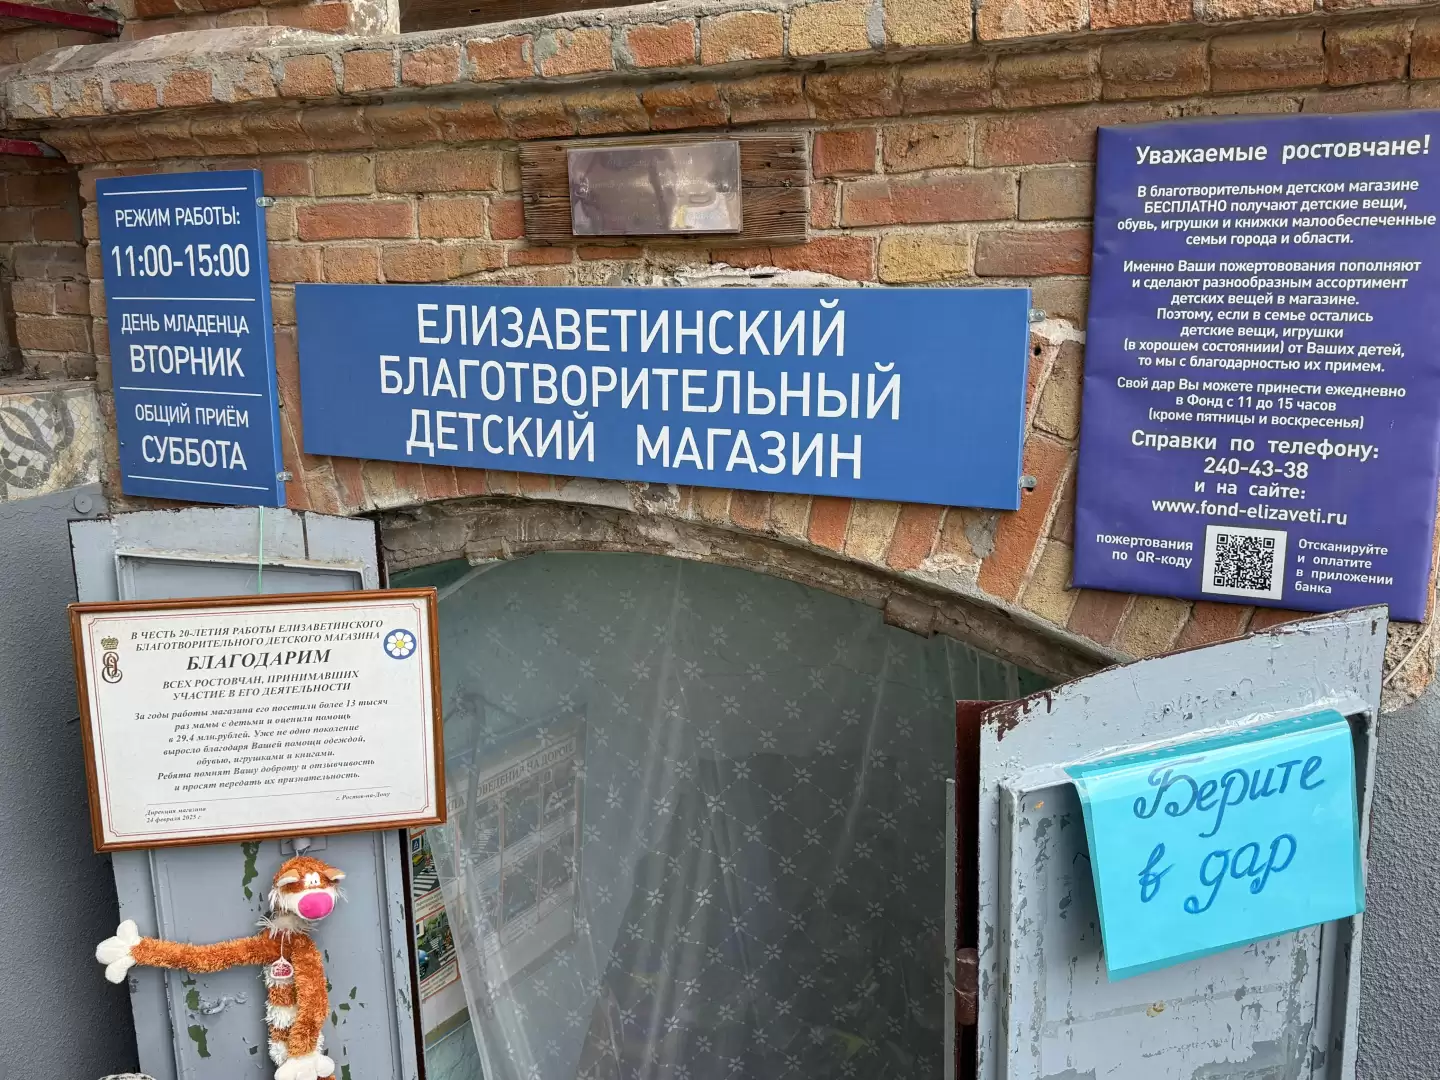 РЕЖИМ РАБОТЫ:
11:00-15:00
ДЕНЬ МЛАДЕНЦА
ВТОРНИК
ОБЩИЙ ПРИЁМ
СУББОТА
ЕЛИЗАВЕТИНСКИЙ
БЛАГОТВОРИТЕЛЬНЫЙ
ДЕТСКИЙ МАГАЗИН
Уважаемые ростовчане!
В благотворительном детском магазине
БЕСПЛАТНО получают детские вещи,
обувь, игрушки и книжки малообеспеченные
семьи города и области.
Именно Ваши пожертовования пополняют
и сделают разнообразным ассортимент
детских вещей в магазине.
Поэтому, если в семье остались
детские вещи, игрушки
(в хорошем состояниии) от Ваших детей,
то мы с благодарностью их примем.
Свой дар Вы можете принести ежедневно
в Фонд с 11 до 15 часов
(кроме пятницы и воскресенья)
Справки по телефону:
240-43-38
и на сайте:
www.fond-elizaveti.ru
пожертования
по QR-коду
Отсканируйте
и оплатите
в приложении
банка
В ЧЕСТЬ 20-ЛЕТИЯ РАБОТЫ ЕЛИЗАВЕТИНСКОГО
БЛАГОТВОРИТЕЛЬНОГО ДЕТСКОГО МАГАЗИНА
БЛАГОДАРИМ
ВСЕХ РОСТОВЧАН, ПРИНИМАВШИХ
УЧАСТИЕ В ЕГО ДЕЯТЕЛЬНОСТИ
За годы работы магазина его посетили более 13 тысяч
раз мамы с детьми и оценили помощь
в 29,4 млн.рублей. Уже не одно поколение
выросло благодаря Вашей помощи одеждой,
обувью, игрушками и книгами.
Ребята помнят Вашу доброту и отзывчивость
и просят передать их признательность.
г. Ростов-на-Дону
Дирекция магазина
24 февраля 2025 г.
Берите
в дар